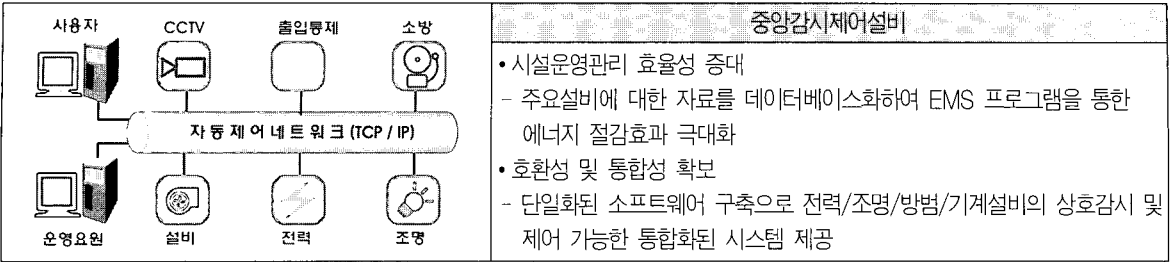 사용자 CCTV 출입통제 소방
자동제어네트워크 (TCP / IP)
운영요원 설비 전력 조명
중앙감시제어설비
• 시설운영관리 효율성 증대
- 주요설비에 대한 자료를 데이터베이스화하여 EMS 프로그램을 통한
에너지 절감효과 극대화
• 호환성 및 통합성 확보
- 단일화된 소프트웨어 구축으로 전력/조명/방범/기계설비의 상호감시 및
제어 가능한 통합화된 시스템 제공